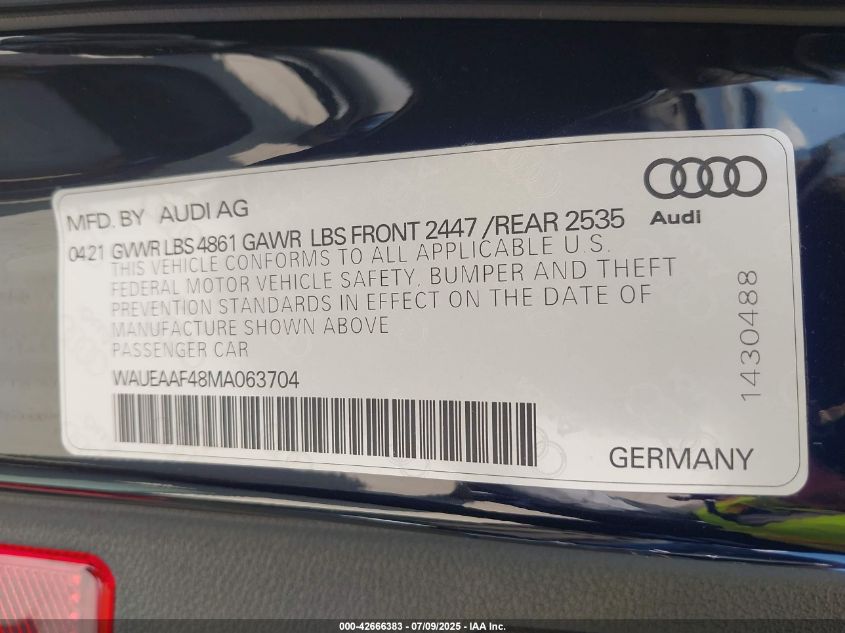 MFD. BY AUDI AG
Audi
0421 GVWR LBS 4861 GAWR LBS FRONT 2447 /REAR 2535
THIS VEHICLE CONFORMS TO ALL APPLICABLE U.S.
FEDERAL MOTOR VEHICLE SAFETY, BUMPER AND THEFT
PREVENTION STANDARDS IN EFFECT ON THE DATE OF
MANUFACTURE SHOWN ABOVE
PASSENGER CAR
WAUEAAF48MA063704
1430488
GERMANY
000-42666383 - 07/09/2025 - IAA Inc.